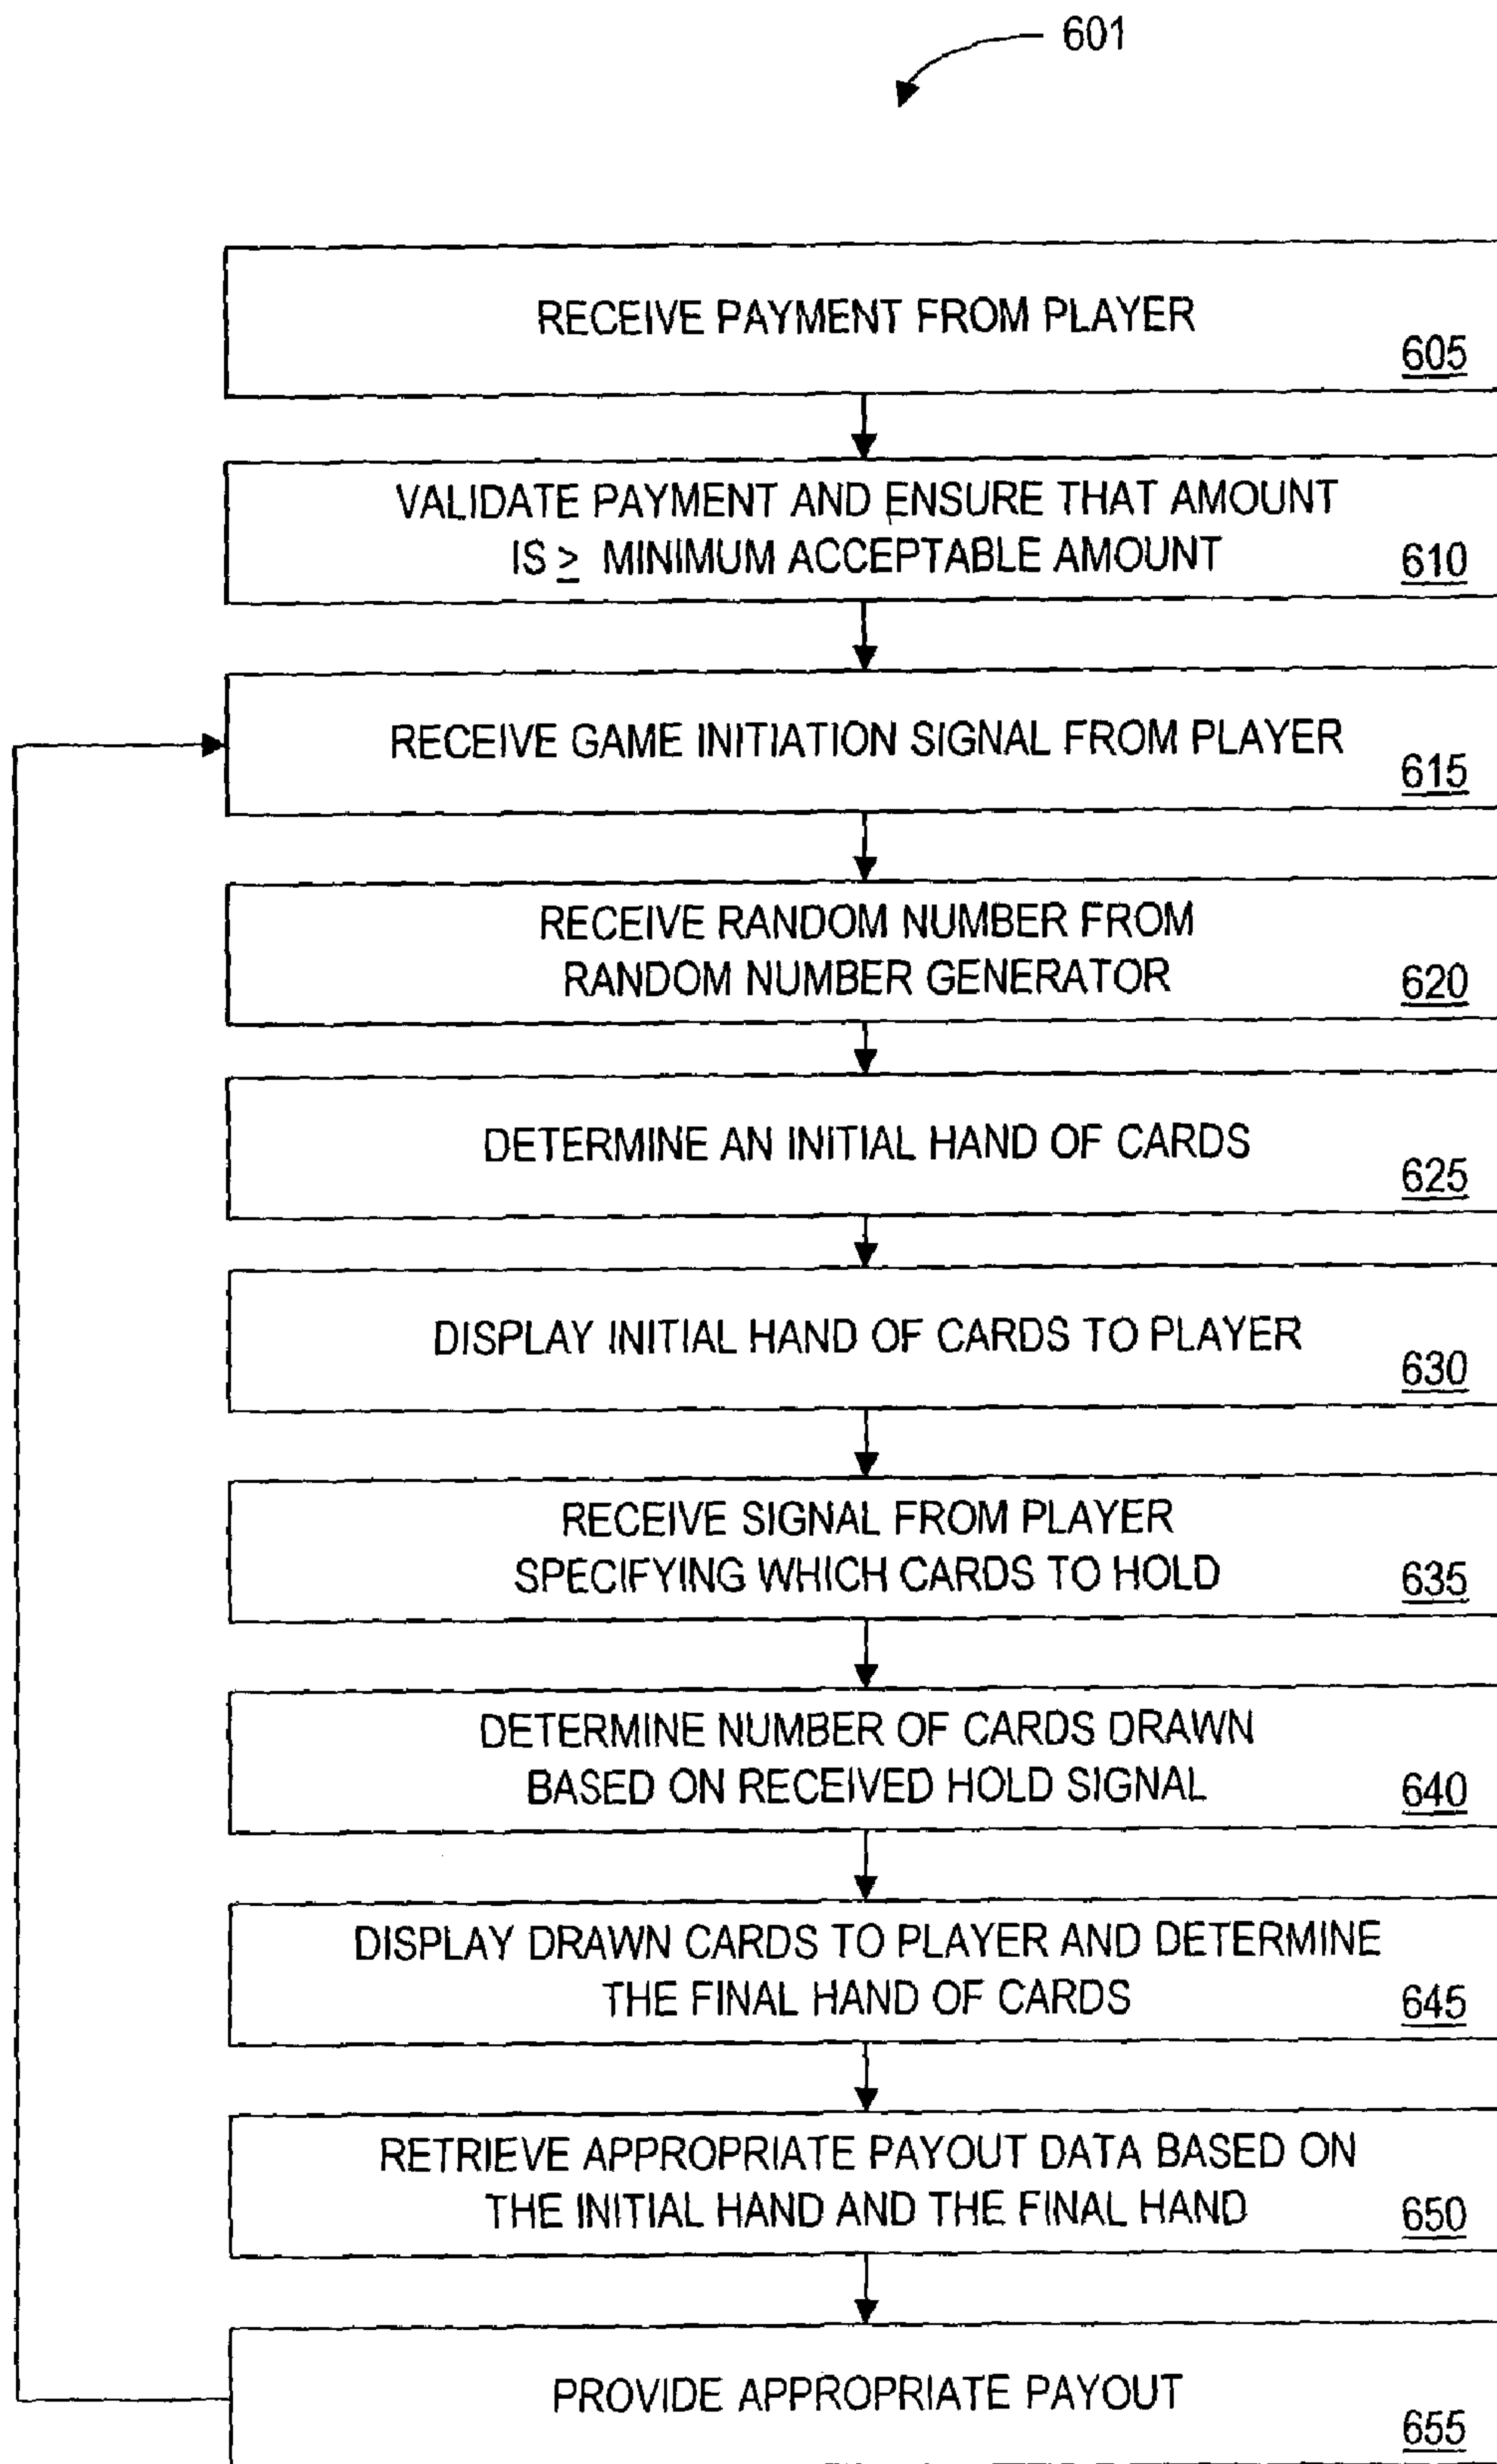 601
RECEIVE PAYMENT FROM PLAYER
605
VALIDATE PAYMENT AND ENSURE THAT AMOUNT
IS ≥ MINIMUM ACCEPTABLE AMOUNT
610
RECEIVE GAME INITIATION SIGNAL FROM PLAYER
615
RECEIVE RANDOM NUMBER FROM
RANDOM NUMBER GENERATOR
620
DETERMINE AN INITIAL HAND OF CARDS
625
DISPLAY INITIAL HAND OF CARDS TO PLAYER
630
RECEIVE SIGNAL FROM PLAYER
SPECIFYING WHICH CARDS TO HOLD
635
DETERMINE NUMBER OF CARDS DRAWN
BASED ON RECEIVED HOLD SIGNAL
640
DISPLAY DRAWN CARDS TO PLAYER AND DETERMINE
THE FINAL HAND OF CARDS
645
RETRIEVE APPROPRIATE PAYOUT DATA BASED ON
THE INITIAL HAND AND THE FINAL HAND
650
PROVIDE APPROPRIATE PAYOUT
655